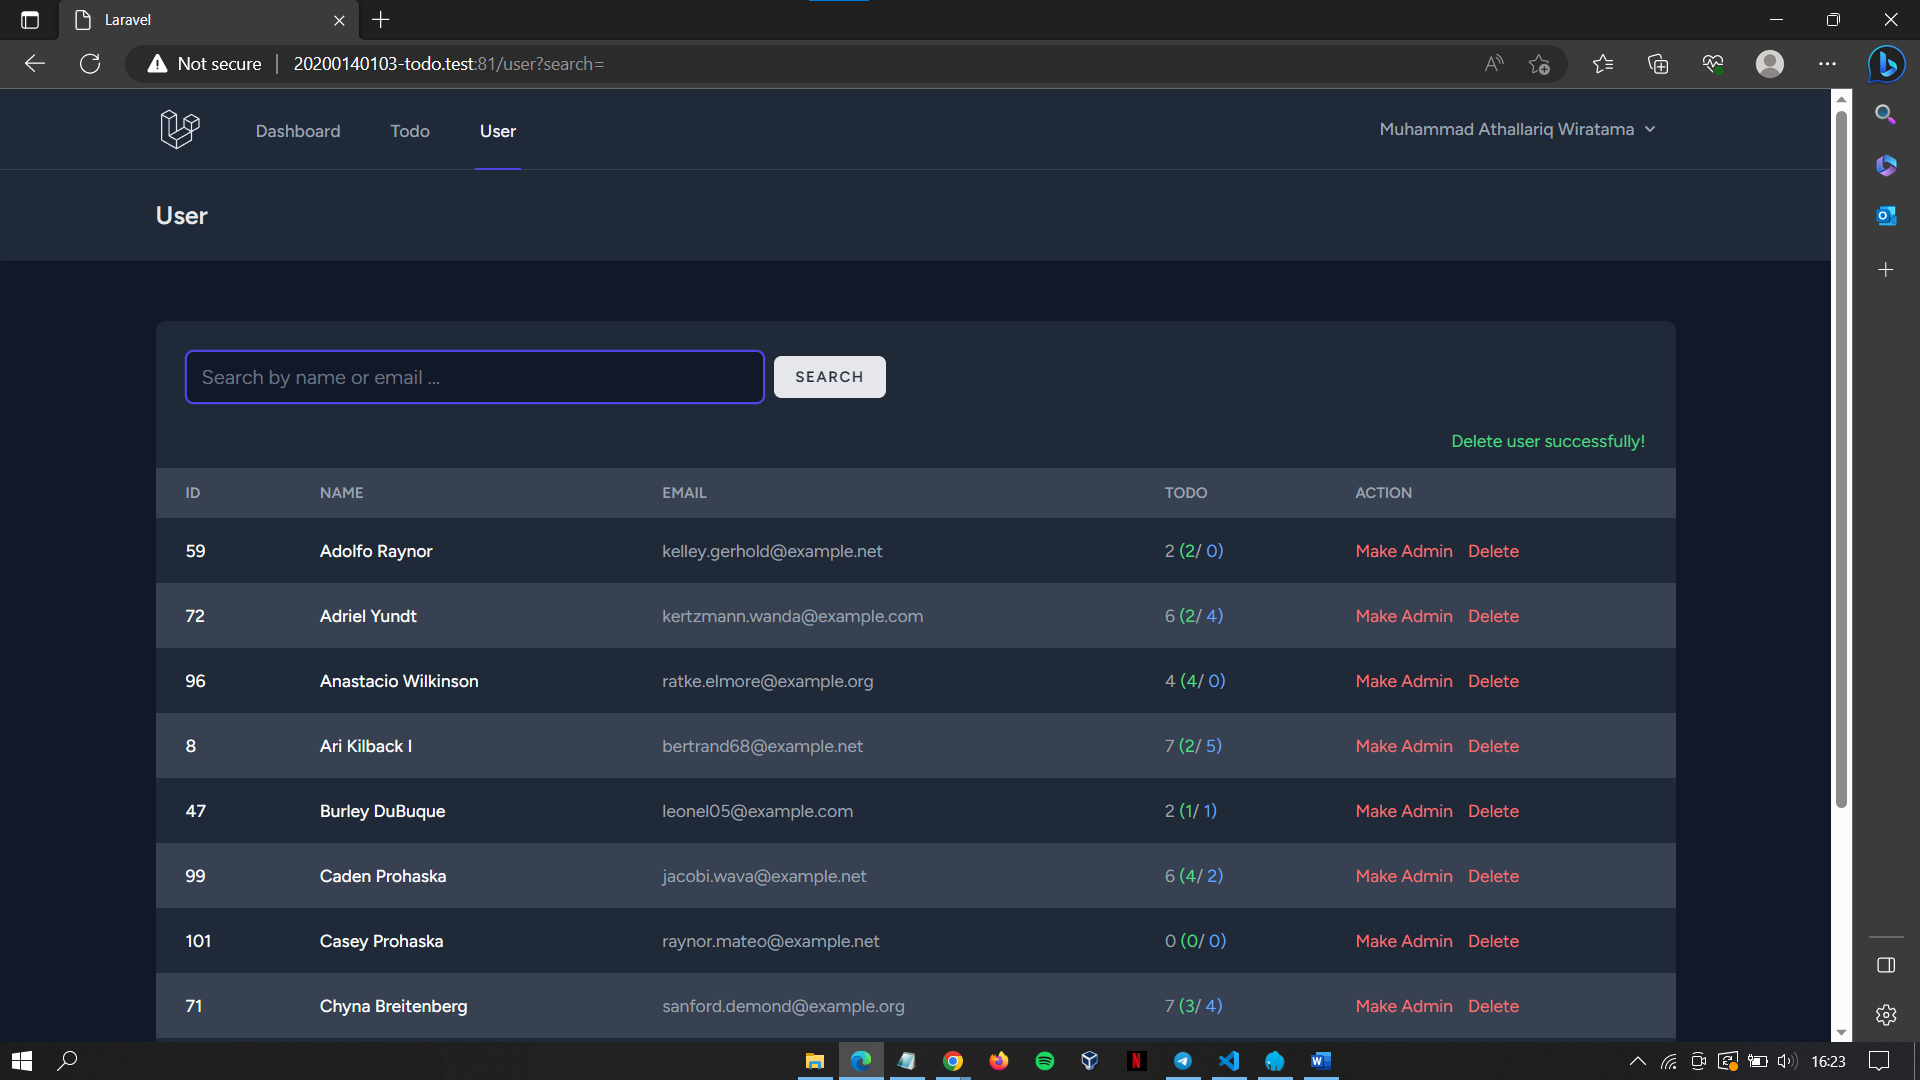 Laravel
Not secure 20200140103-todo.test:81/user?search=
Dashboard Todo User Muhammad Athallariq Wiratama
User
Search by name or email ... SEARCH
Delete user successfully!
ID NAME EMAIL TODO ACTION
59 Adolfo Raynor kelley.gerhold@example.net 2 (2/ 0) Make Admin Delete
72 Adriel Yundt kertzmann.wanda@example.com 6 (2/ 4) Make Admin Delete
96 Anastacio Wilkinson ratke.elmore@example.org 4 (4/ 0) Make Admin Delete
8 Ari Kilback I bertrand68@example.net 7 (2/ 5) Make Admin Delete
47 Burley DuBuque leonel05@example.com 2 (1/ 1) Make Admin Delete
99 Caden Prohaska jacobi.wava@example.net 6 (4/ 2) Make Admin Delete
101 Casey Prohaska raynor.mateo@example.net 0 (0/ 0) Make Admin Delete
71 Chyna Breitenberg sanford.demond@example.org 7 (3/ 4) Make Admin Delete
16:23